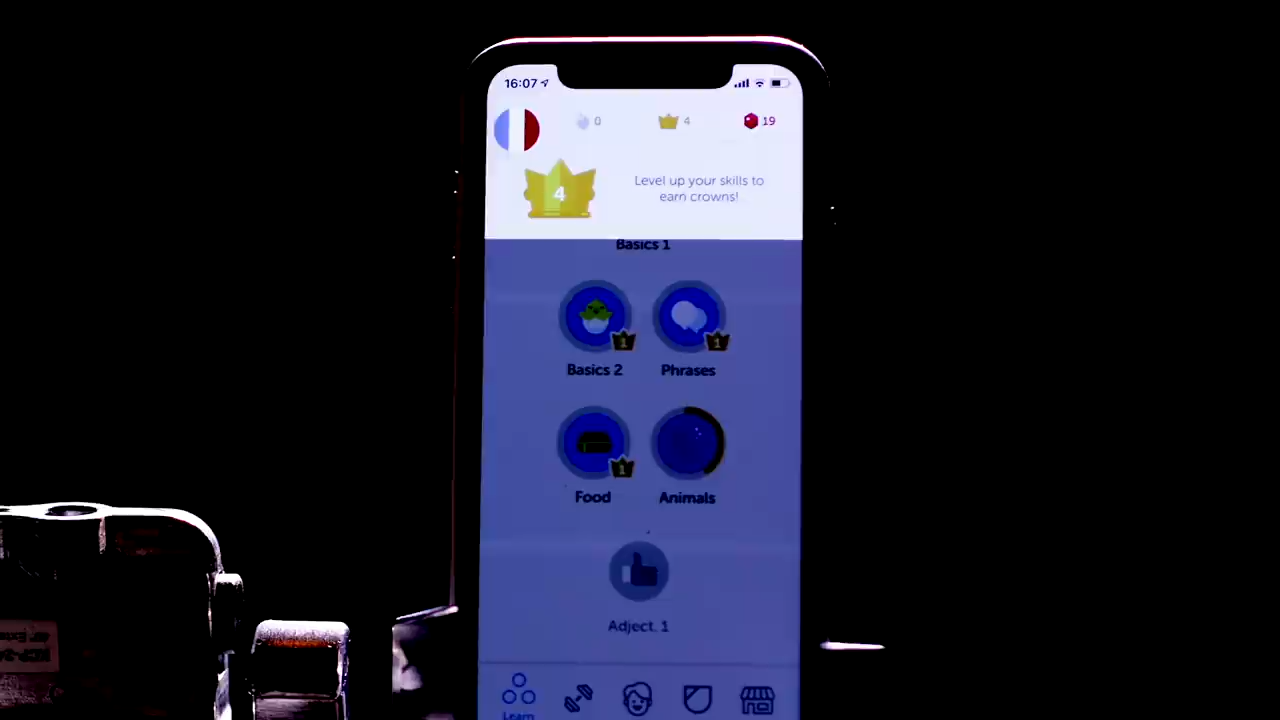 16:07
0
4
19
4
Level up your skills to
earn crowns!
Basics 1
1
1
Basics 2
Phrases
1
Food
Animals
Adject. 1
Learn